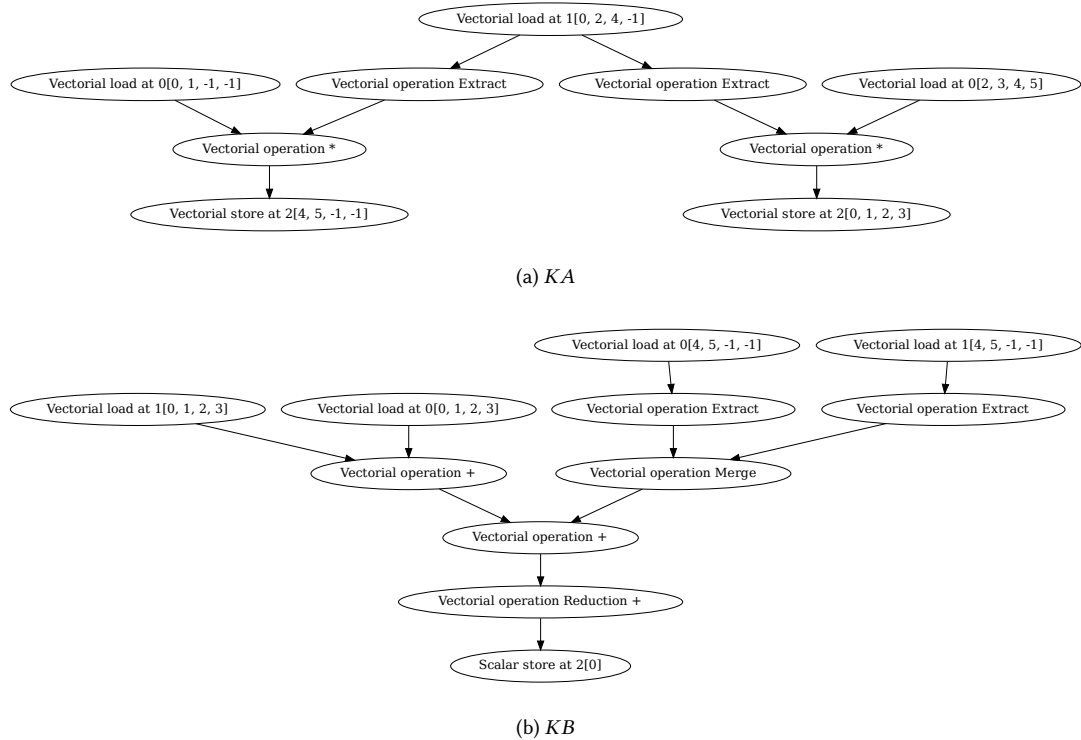 Vectorial load at 1[0, 2, 4, -1]
Vectorial load at 0[0, 1, -1, -1]
Vectorial operation Extract
Vectorial operation Extract
Vectorial load at 0[2, 3, 4, 5]
Vectorial operation *
Vectorial operation *
Vectorial store at 2[4, 5, -1, -1]
Vectorial store at 2[0, 1, 2, 3]
(a) KA
Vectorial load at 0[4, 5, -1, -1]
Vectorial load at 1[4, 5, -1, -1]
Vectorial load at 1[0, 1, 2, 3]
Vectorial load at 0[0, 1, 2, 3]
Vectorial operation Extract
Vectorial operation Extract
Vectorial operation +
Vectorial operation Merge
Vectorial operation +
Vectorial operation Reduction +
Scalar store at 2[0]
(b) KB